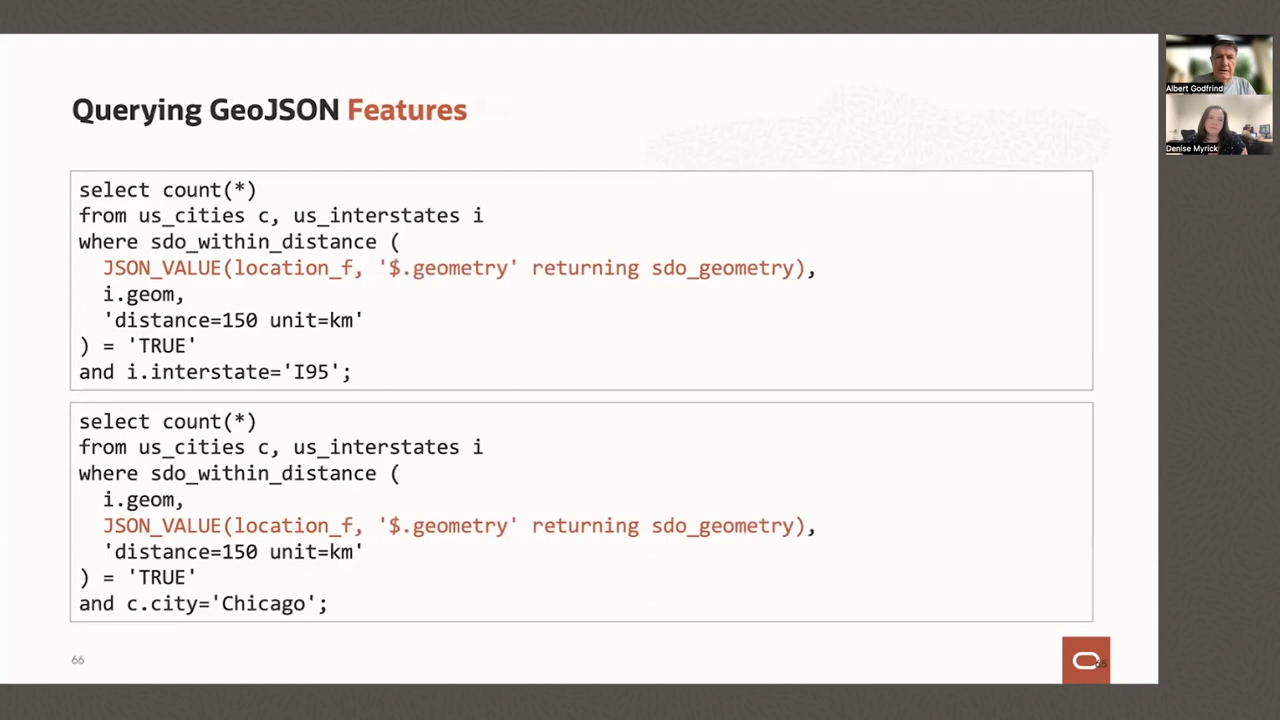 Querying GeoJSON Features
select count(*)
from us_cities c, us_interstates i
where sdo_within_distance (
JSON_VALUE(location_f, '$.geometry' returning sdo_geometry),
i.geom,
'distance=150 unit=km'
) = 'TRUE'
and i.interstate='I95';
select count(*)
from us_cities c, us_interstates i
where sdo_within_distance (
i.geom,
JSON_VALUE(location_f, '$.geometry' returning sdo_geometry),
'distance=150 unit=km'
) = 'TRUE'
and c.city='Chicago';
66
65
Albert Godfrind
Denise Myrick